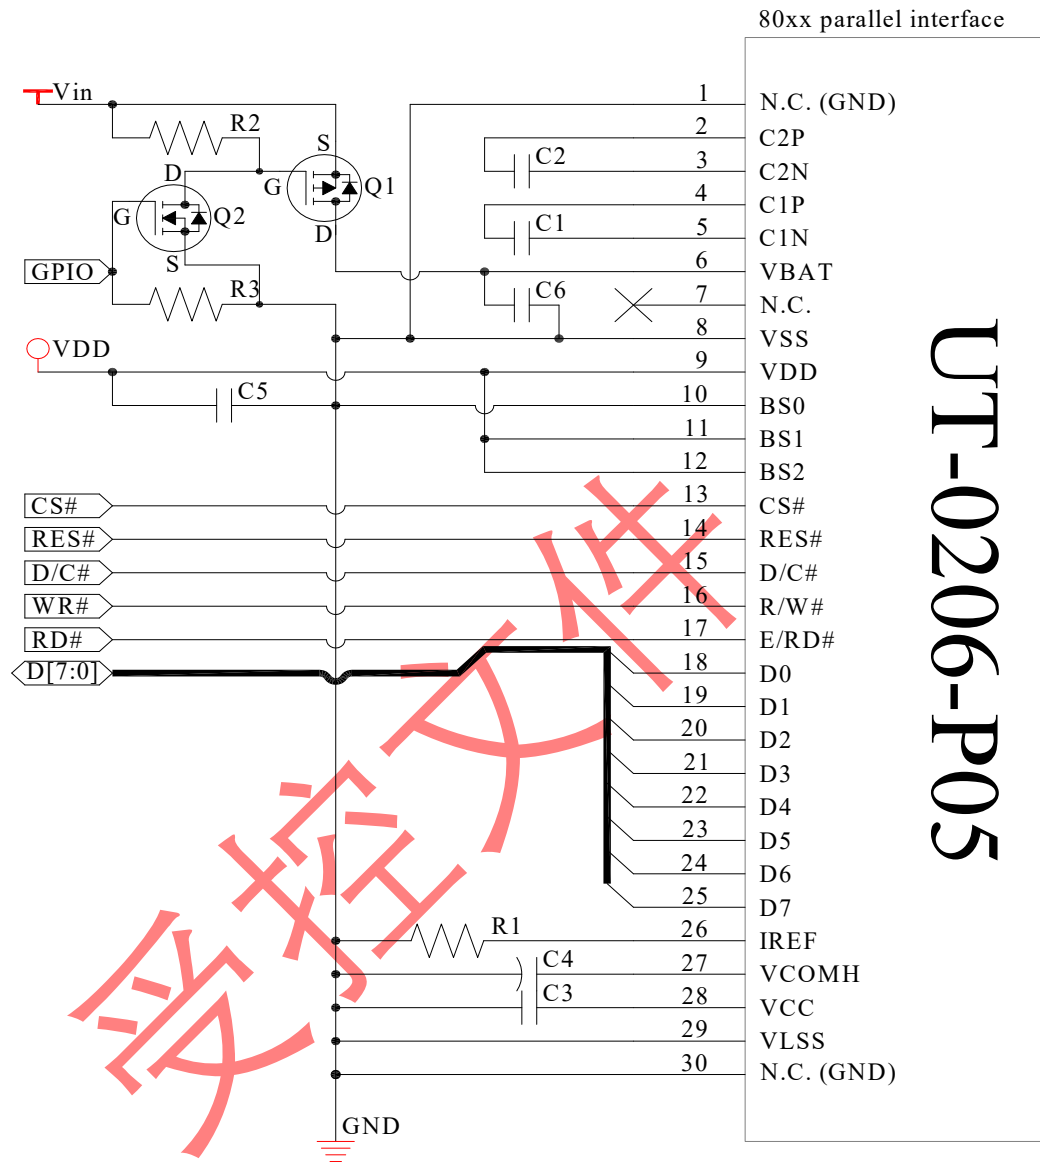 80xx parallel interface
Vin
R2
S
G
Q1
D
D
G
Q2
S
GPIO
R3
VDD
C5
C2
C1
C6
1 N.C. (GND)
2 C2P
3 C2N
4 C1P
5 C1N
6 VBAT
7 N.C.
8 VSS
9 VDD
10 BS0
11 BS1
12 BS2
CS# 13 CS#
RES# 14 RES#
D/C# 15 D/C#
WR# 16 R/W#
RD# 17 E/RD#
D[7:0] 18 D0
19 D1
20 D2
21 D3
22 D4
23 D5
24 D6
25 D7
R1 26 IREF
C4 27 VCOMH
C3 28 VCC
29 VLSS
30 N.C. (GND)
GND
UT-0206-P05
受控文件